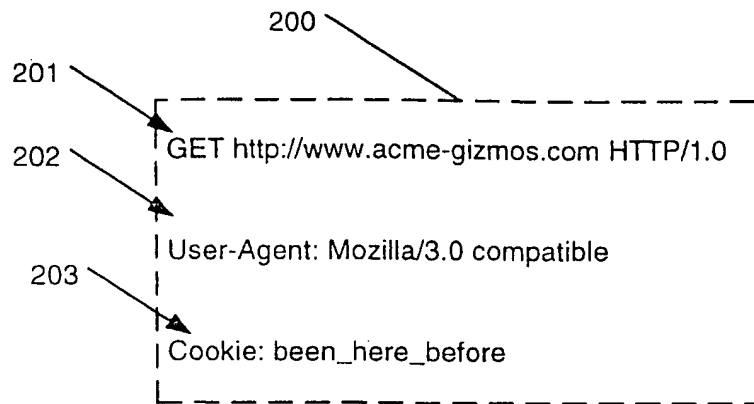 200
201
GET http://www.acme-gizmos.com HTTP/1.0
202
User-Agent: Mozilla/3.0 compatible
203
Cookie: been_here_before